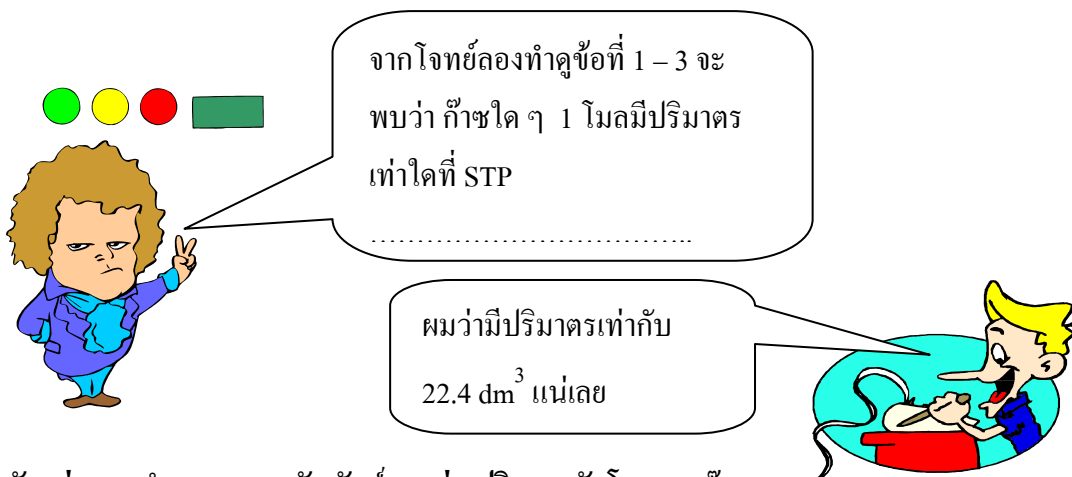 จากโจทย์ลองทำดูข้อที่ 1 – 3 จะ
พบว่า ก๊าซใด ๆ 1 โมลมีปริมาตร
เท่าใดที่ STP
……………………………..
ผมว่ามีปริมาตรเท่ากับ
22.4 dm³ แน่เลย